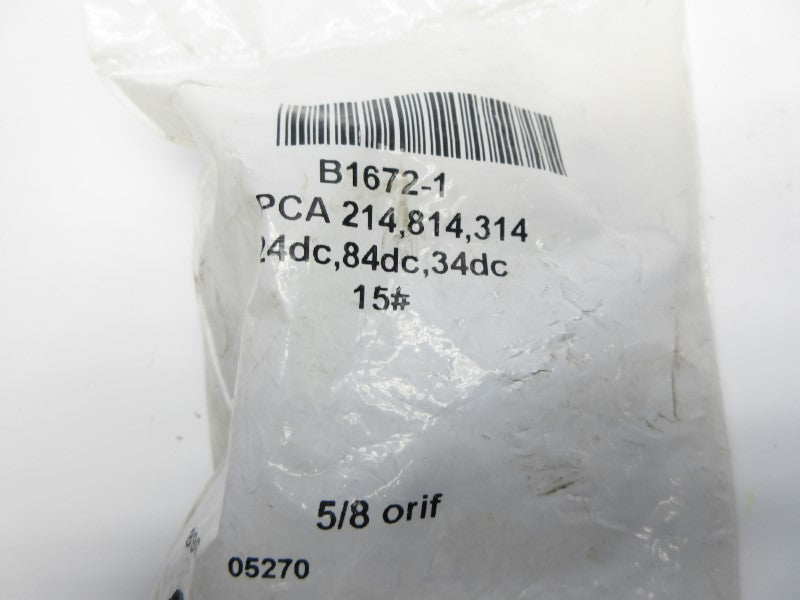 B1672-1
PCA 214,814,314
24dc,84dc,34dc
15#
5/8 orif
05270